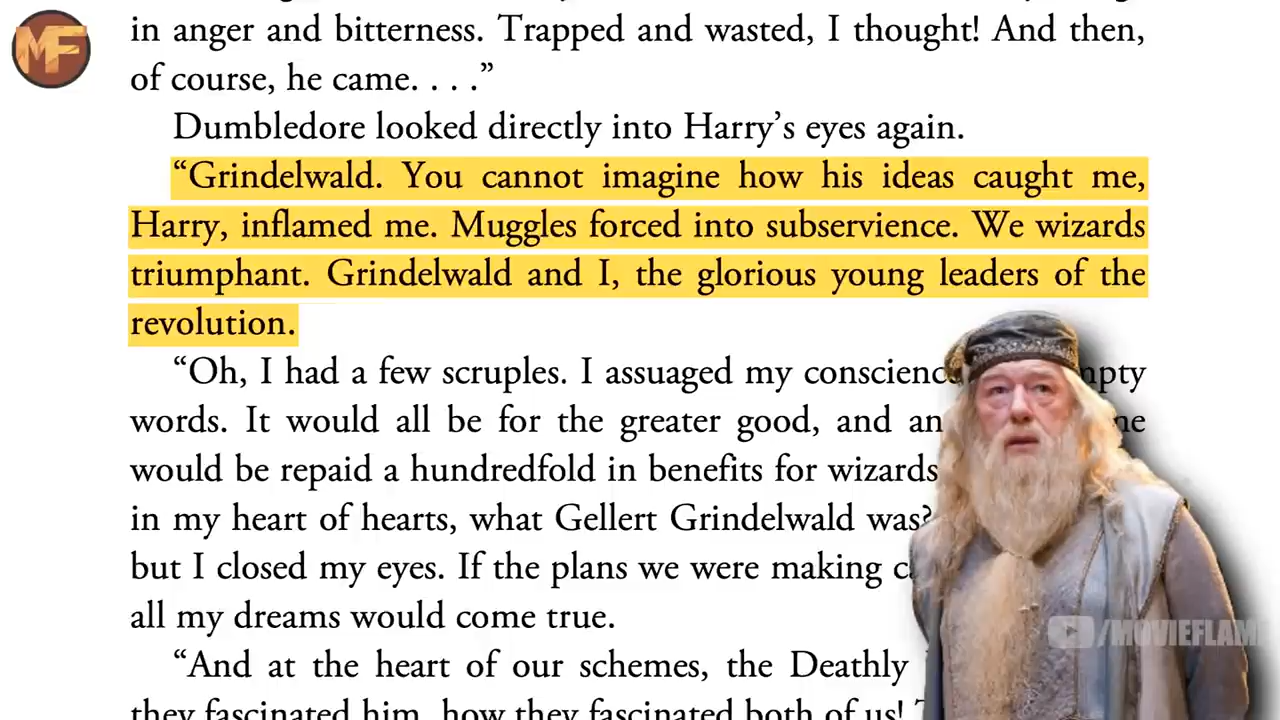 MF
in anger and bitterness. Trapped and wasted, I thought! And then,
of course, he came. . . .”
Dumbledore looked directly into Harry’s eyes again.
“Grindelwald. You cannot imagine how his ideas caught me,
Harry, inflamed me. Muggles forced into subservience. We wizards
triumphant. Grindelwald and I, the glorious young leaders of the
revolution.
“Oh, I had a few scruples. I assuaged my
words. It would all be for the greater good, and
would be repaid a hundredfold in benefits for wizards
in my heart of hearts, what Gellert Grindelwald was?
but I closed my eyes. If the plans we were making
all my dreams would come true.
“And at the heart of our schemes, the Deathly
they fascinated him, how they fascinated both of us!
/MOVIEFLAME